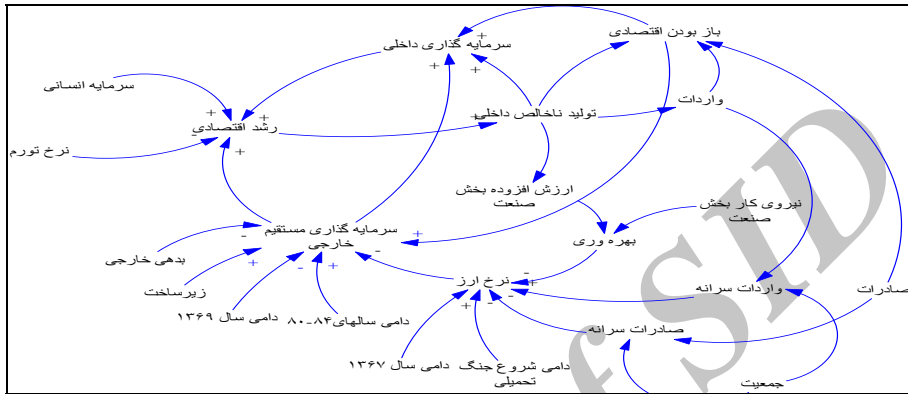 باز بودن اقتصادی
سرمایه گذاری داخلی
سرمایه انسانی
واردات
تولید ناخالص داخلی
رشد اقتصادی
نرخ تورم
ارزش افزوده بخش
صنعت
نیروی کار بخش
صنعت
سرمایه گذاری مستقیم
خارجی
بهره وری
بدهی خارجی
نرخ ارز
واردات سرانه
صادرات
زیرساخت
دامی سال ۱۳۶۹
دامی سالهای۸۴-۸۰
صادرات سرانه
دامی سال ۱۳۶۷
دامی شروع جنگ
تحمیلی
جمعیت
f SID